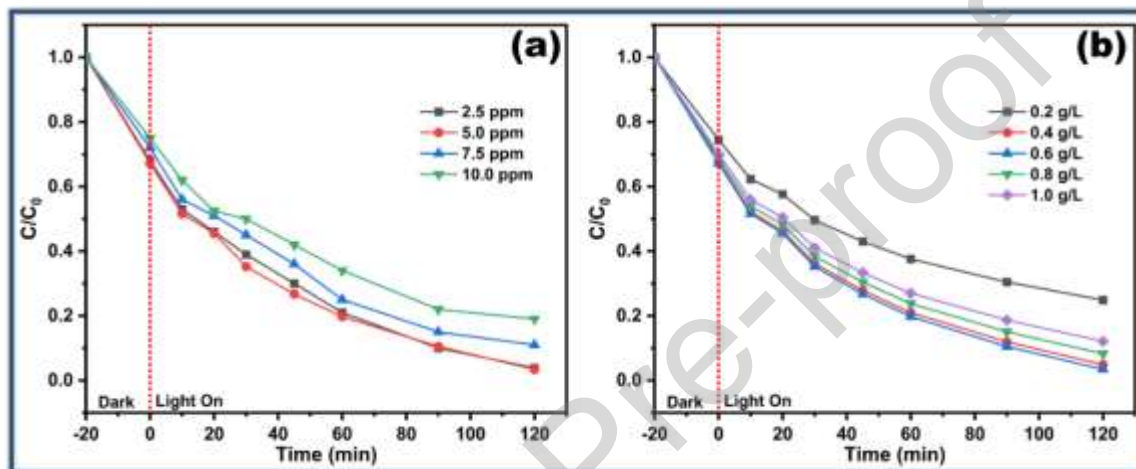 (a)
1.0
0.8
0.6
0.4
0.2
0.0
C/C0
2.5 ppm
5.0 ppm
7.5 ppm
10.0 ppm
Dark
Light On
-20 0 20 40 60 80 100 120
Time (min)
(b)
1.0
0.8
0.6
0.4
0.2
0.0
C/C0
0.2 g/L
0.4 g/L
0.6 g/L
0.8 g/L
1.0 g/L
Dark
Light On
-20 0 20 40 60 80 100 120
Time (min)
Pre-proof